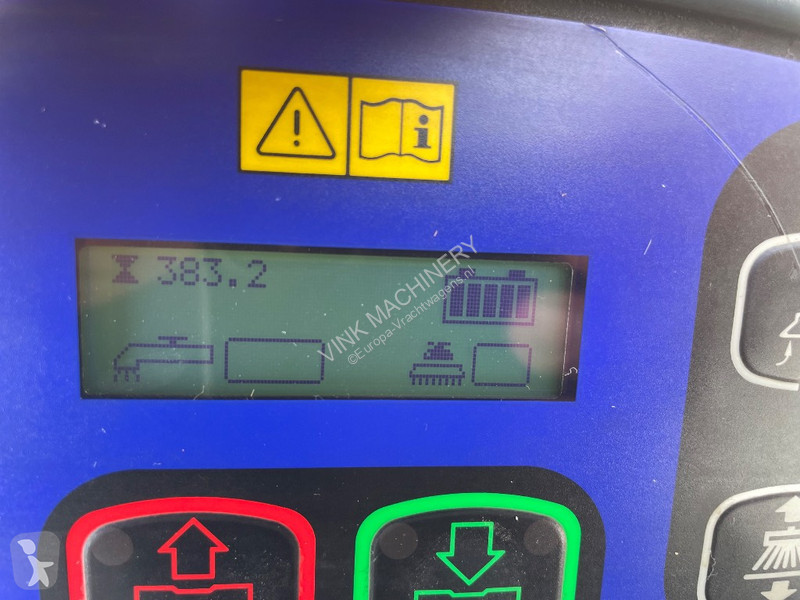 383.2
VINK MACHINERY
©Europa-Vrachtwagens.nl
i